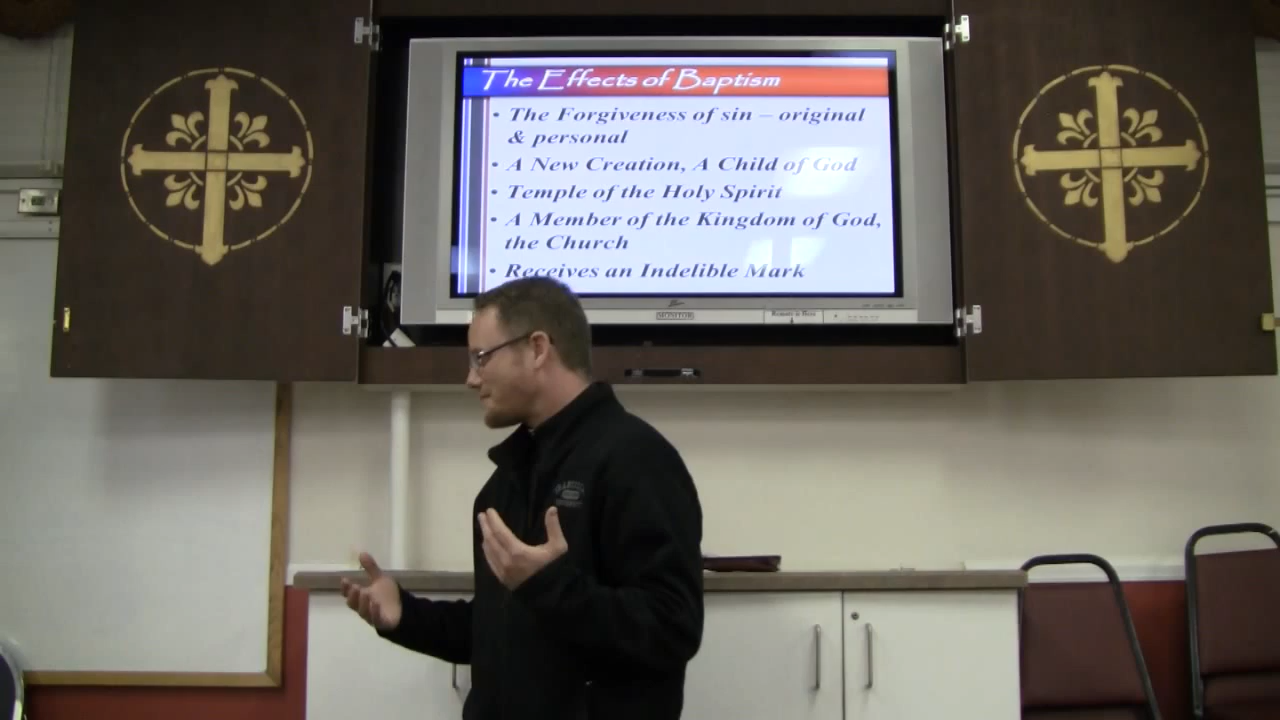 The Effects of Baptism
• The Forgiveness of sin – original
& personal
• A New Creation, A Child of God
• Temple of the Holy Spirit
• A Member of the Kingdom of God,
the Church
• Receives an Indelible Mark
MONITOR